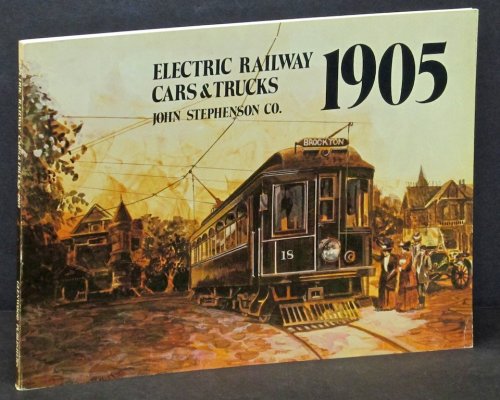 ELECTRIC RAILWAY
CARS & TRUCKS
JOHN STEPHENSON CO.
1905
BROCKTON
18